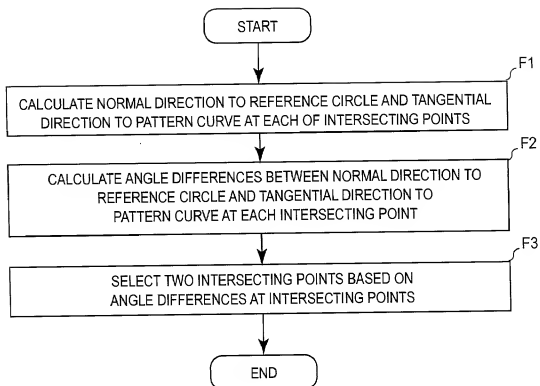 START
F1
CALCULATE NORMAL DIRECTION TO REFERENCE CIRCLE AND TANGENTIAL
DIRECTION TO PATTERN CURVE AT EACH OF INTERSECTING POINTS
F2
CALCULATE ANGLE DIFFERENCES BETWEEN NORMAL DIRECTION TO
REFERENCE CIRCLE AND TANGENTIAL DIRECTION TO
PATTERN CURVE AT EACH INTERSECTING POINT
F3
SELECT TWO INTERSECTING POINTS BASED ON
ANGLE DIFFERENCES AT INTERSECTING POINTS
END